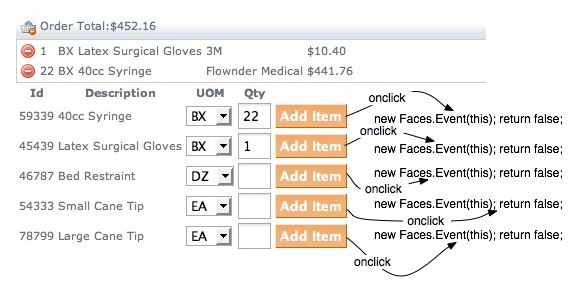 Order Total:$452.16
1 BX Latex Surgical Gloves 3M $10.40
22 BX 40cc Syringe Flownder Medical $441.76
Id Description UOM Qty
onclick
59339 40cc Syringe BX 22 Add Item new Faces.Event(this); return false;
onclick
45439 Latex Surgical Gloves BX 1 Add Item new Faces.Event(this); return false;
46787 Bed Restraint DZ Add Item new Faces.Event(this); return false;
onclick
54333 Small Cane Tip EA Add Item new Faces.Event(this); return false;
onclick
78799 Large Cane Tip EA Add Item new Faces.Event(this); return false;
onclick